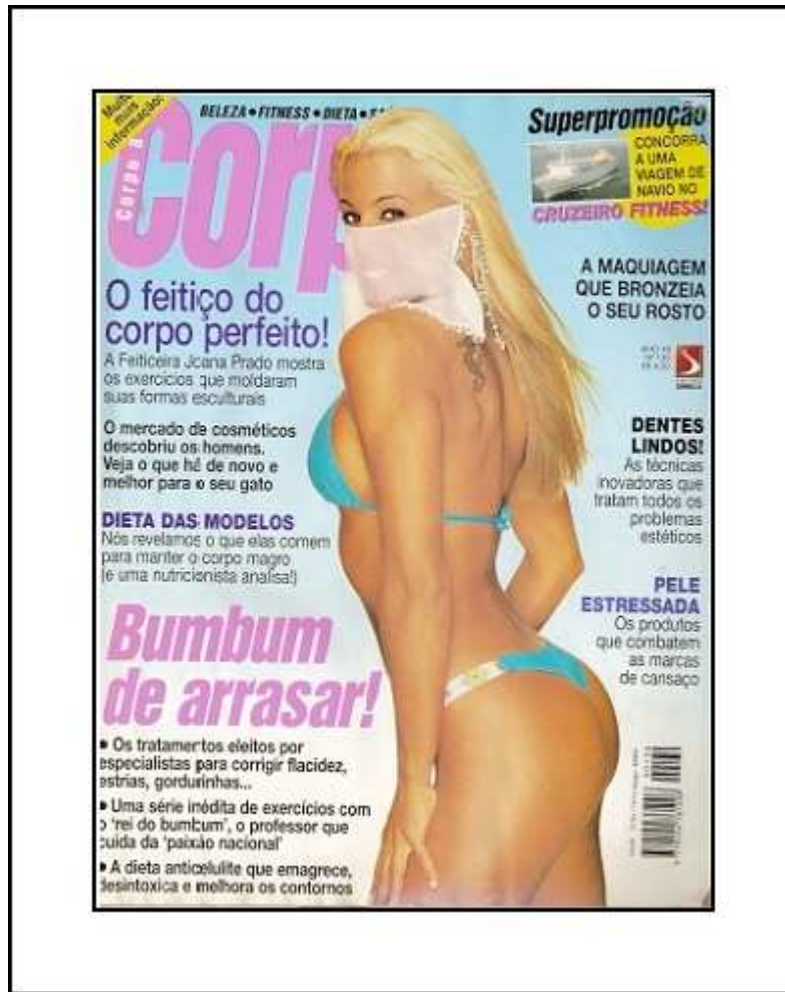 Muito
mais
informação!
BELEZA • FITNESS • DIETA •
Corpo a
Corp
Superpromoção
CONCORRA
A UMA
VIAGEM DE
NAVIO NO
CRUZEIRO FITNESS!
O feitiço do
corpo perfeito!
A Feiticeira Joana Prado mostra
os exercícios que moldaram
suas formas esculturais
A MAQUIAGEM
QUE BRONZEIA
O SEU ROSTO
O mercado de cosméticos
descobriu os homens.
Veja o que há de novo e
melhor para o seu gato
DENTES
LINDOS!
As técnicas
inovadoras que
tratam todos os
problemas
estéticos
DIETA DAS MODELOS
Nós revelamos o que elas comem
para manter o corpo magro
(e uma nutricionista analisa!)
PELE
ESTRESSADA
Os produtos
que combatem
as marcas
de cansaço
Bumbum
de arrasar!
• Os tratamentos eleitos por
especialistas para corrigir flacidez,
estrias, gordurinhas...
• Uma série inédita de exercícios com
o 'rei do bumbum', o professor que
cuida da 'paixão nacional'
• A dieta anticelulite que emagrece,
desintoxica e melhora os contornos